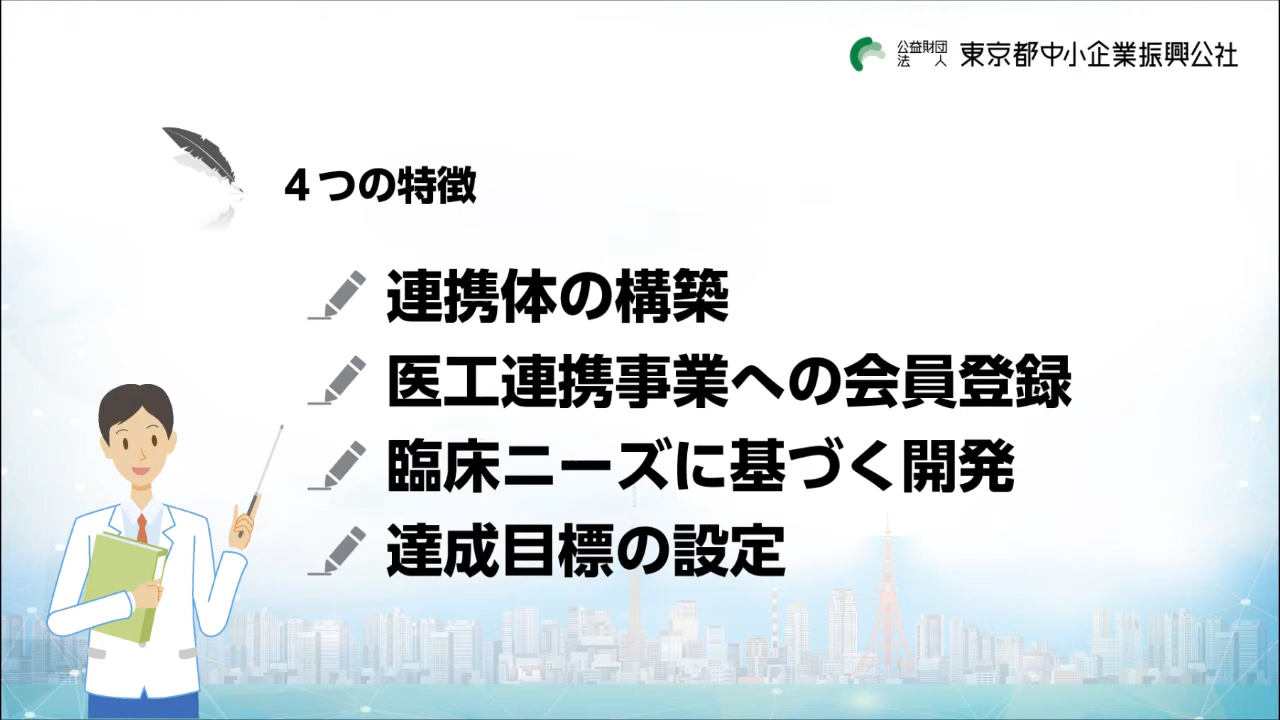 公益財団法人 東京都中小企業振興公社
４つの特徴
連携体の構築
医工連携事業への会員登録
臨床ニーズに基づく開発
達成目標の設定